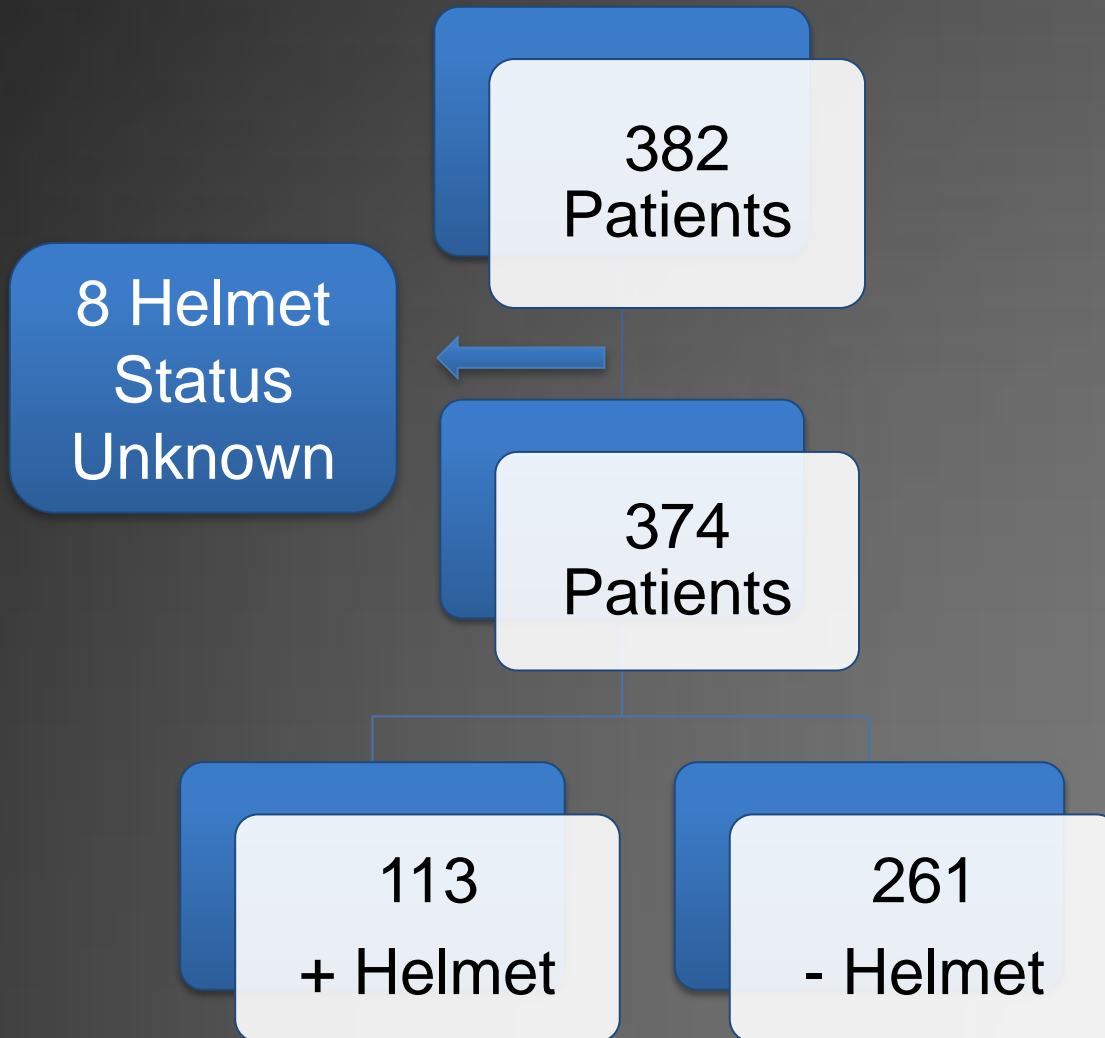 382
Patients
8 Helmet
Status
Unknown
374
Patients
113
+ Helmet
261
- Helmet